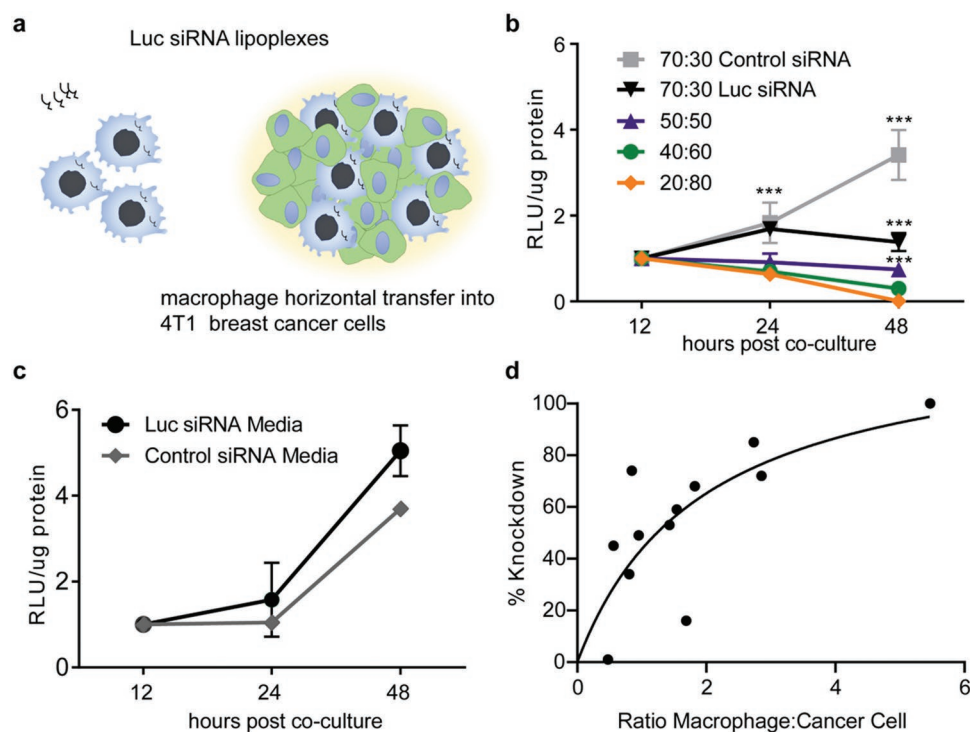 a
Luc siRNA lipoplexes
macrophage horizontal transfer into
4T1 breast cancer cells
b
RLU/ug protein
6
4
2
0
70:30 Control siRNA
70:30 Luc siRNA
50:50
40:60
20:80
***
***
***
***
12
24
48
hours post co-culture
c
RLU/ug protein
6
4
2
0
Luc siRNA Media
Control siRNA Media
12
24
48
hours post co-culture
d
% Knockdown
100
80
60
40
20
0
0
2
4
6
Ratio Macrophage:Cancer Cell